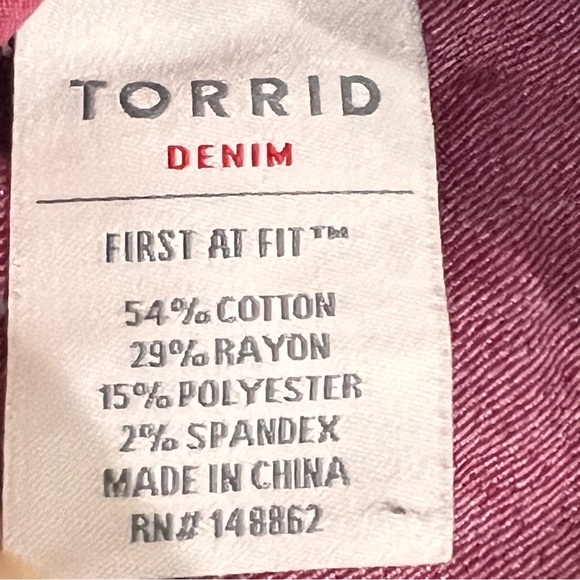 TORRID
DENIM
FIRST AT FIT™
54% COTTON
29% RAYON
15% POLYESTER
2% SPANDEX
MADE IN CHINA
RN# 148862